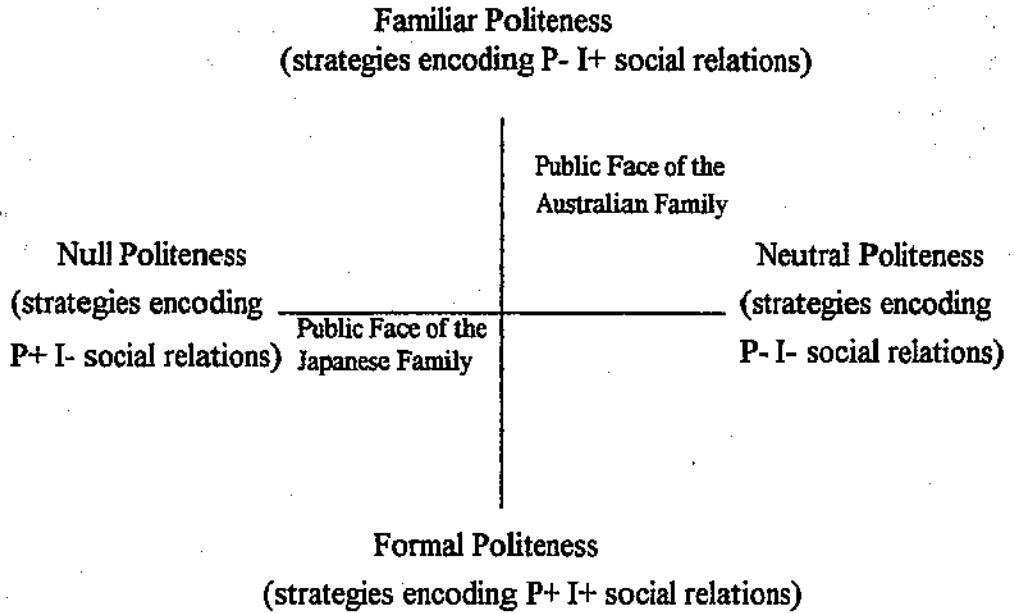 Familiar Politeness
(strategies encoding P- I+ social relations)
Public Face of the
Australian Family
Null Politeness
(strategies encoding
P+ I- social relations)
Neutral Politeness
(strategies encoding
P- I- social relations)
Public Face of the
Japanese Family
Formal Politeness
(strategies encoding P+ I+ social relations)